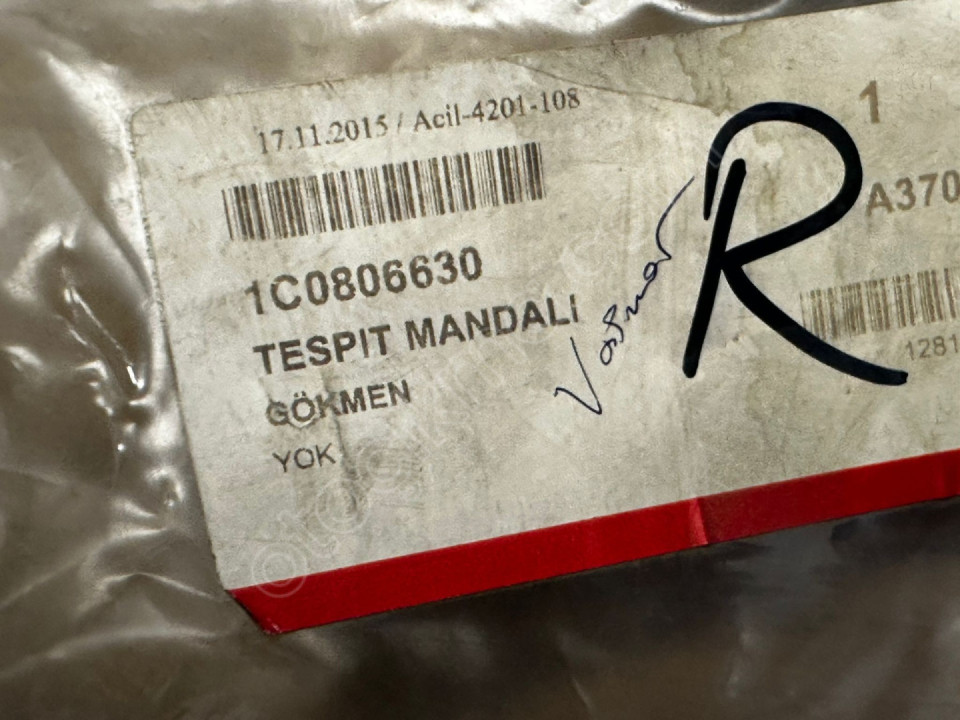 17.11.2015 / Acil-4201-108
1
A370
1C0806630
TESPIT MANDALI
GÖKMEN
YOK
1281
R